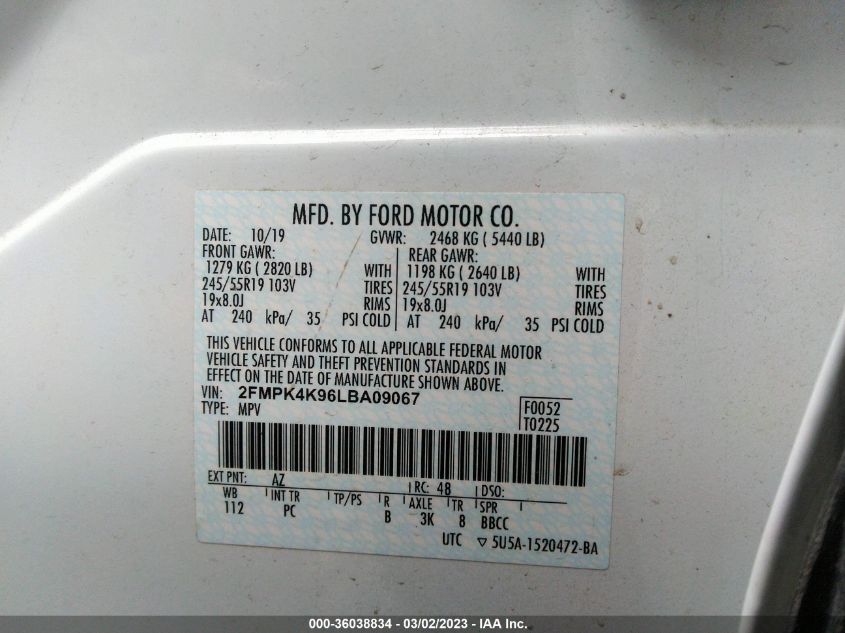 MFD. BY FORD MOTOR CO.
DATE: 10/19 GVWR: 2468 KG ( 5440 LB)
FRONT GAWR: REAR GAWR:
1279 KG ( 2820 LB) WITH 1198 KG ( 2640 LB) WITH
245/55R19 103V TIRES 245/55R19 103V TIRES
19x8.0J RIMS 19x8.0J RIMS
AT 240 kPa/ 35 PSI COLD AT 240 kPa/ 35 PSI COLD
THIS VEHICLE CONFORMS TO ALL APPLICABLE FEDERAL MOTOR
VEHICLE SAFETY AND THEFT PREVENTION STANDARDS IN
EFFECT ON THE DATE OF MANUFACTURE SHOWN ABOVE.
VIN: 2FMPK4K96LBA09067
TYPE: MPV
F0052
T0225
EXT PNT: AZ RC: 48 DSO:
WB INT TR TP/PS R AXLE TR SPR
112 PC B 3K 8 BBCC
UTC ▽ 5U5A-1520472-BA
000-36038834 / 03/02/2023 - IAA Inc.